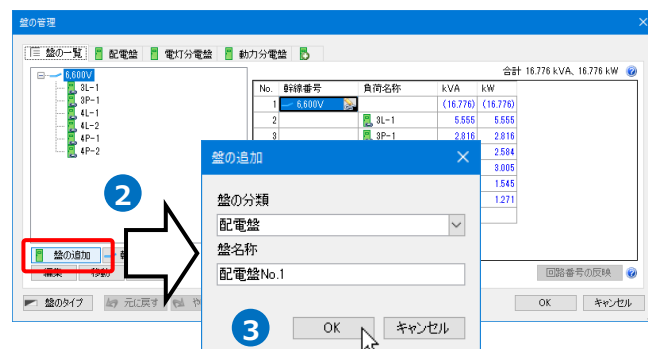 盤の管理
盤の一覧 配電盤 電灯分電盤 動力分電盤
合計 16.776 kVA、16.776 kW
6,600V
3L-1
3P-1
4L-1
4L-2
4P-1
4P-2
No. 幹線番号 負荷名称 kVA kW
1 6,600V (16.776) (16.776)
2 3L-1 5.555 5.555
3 3P-1 2.816 2.816
2.584
3.005
1.545
1.271
2
盤の追加
盤の分類
配電盤
盤名称
配電盤No.1
3
OK キャンセル
盤の追加
編集 移動
回路番号の反映
盤のタイプ 元に戻す や
OK キャンセル